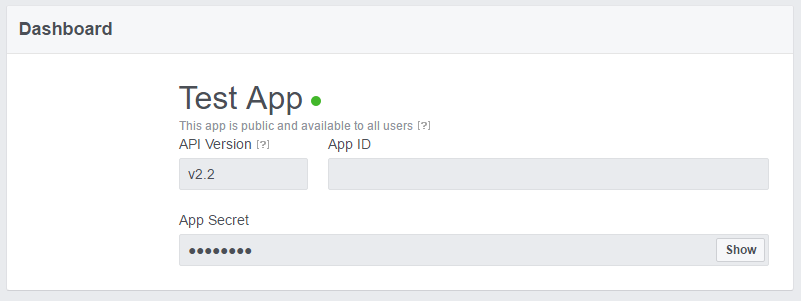 Dashboard
Test App
This app is public and available to all users [?]
API Version [?] App ID
v2.2
App Secret
●●●●●●●● Show